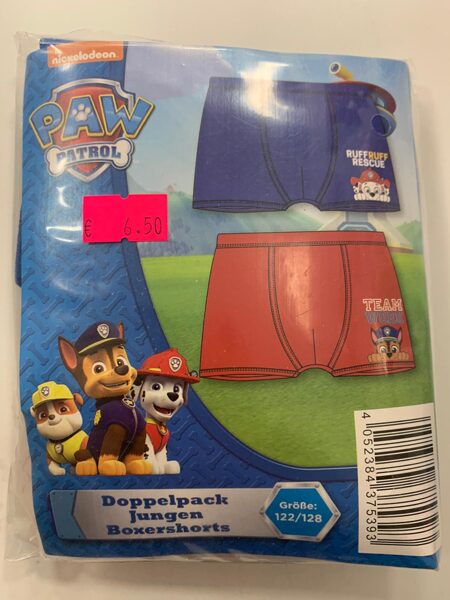 nickelodeon
PAW
PATROL
€ 6.50
RUFFRUFF
RESCUE
TEAM
WORK
Doppelpack
Jungen
Boxershorts
Größe:
122/128
4 052384 375393